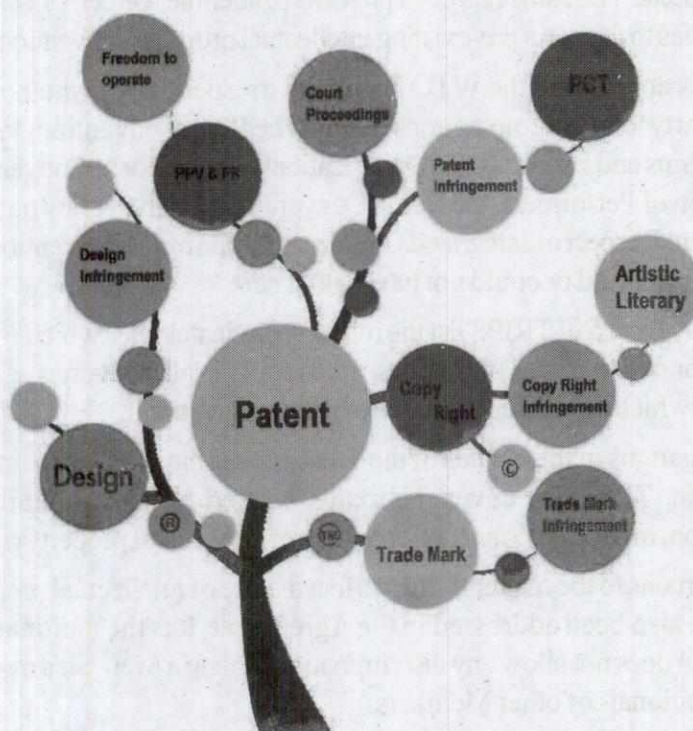 Freedom to
operate
PPV & FR
Court
Proceedings
PCT
Patent
Infringement
Design
Infringement
Artistic
Literary
Patent
Copy
Right
Copy Right
Infringement
©
Design
®
Trade Mark
Trade Mark
Infringement